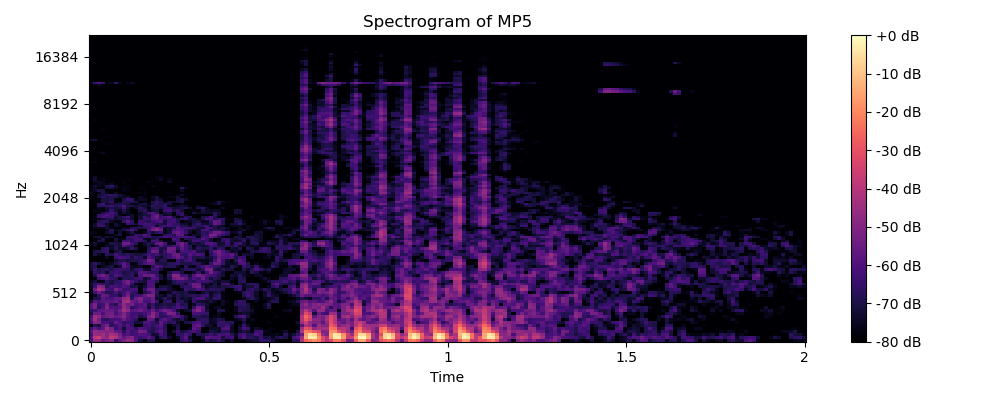 Spectrogram of MP5
16384
8192
4096
2048
1024
512
0
Hz
0
0.5
1
1.5
2
Time
+0 dB
-10 dB
-20 dB
-30 dB
-40 dB
-50 dB
-60 dB
-70 dB
-80 dB